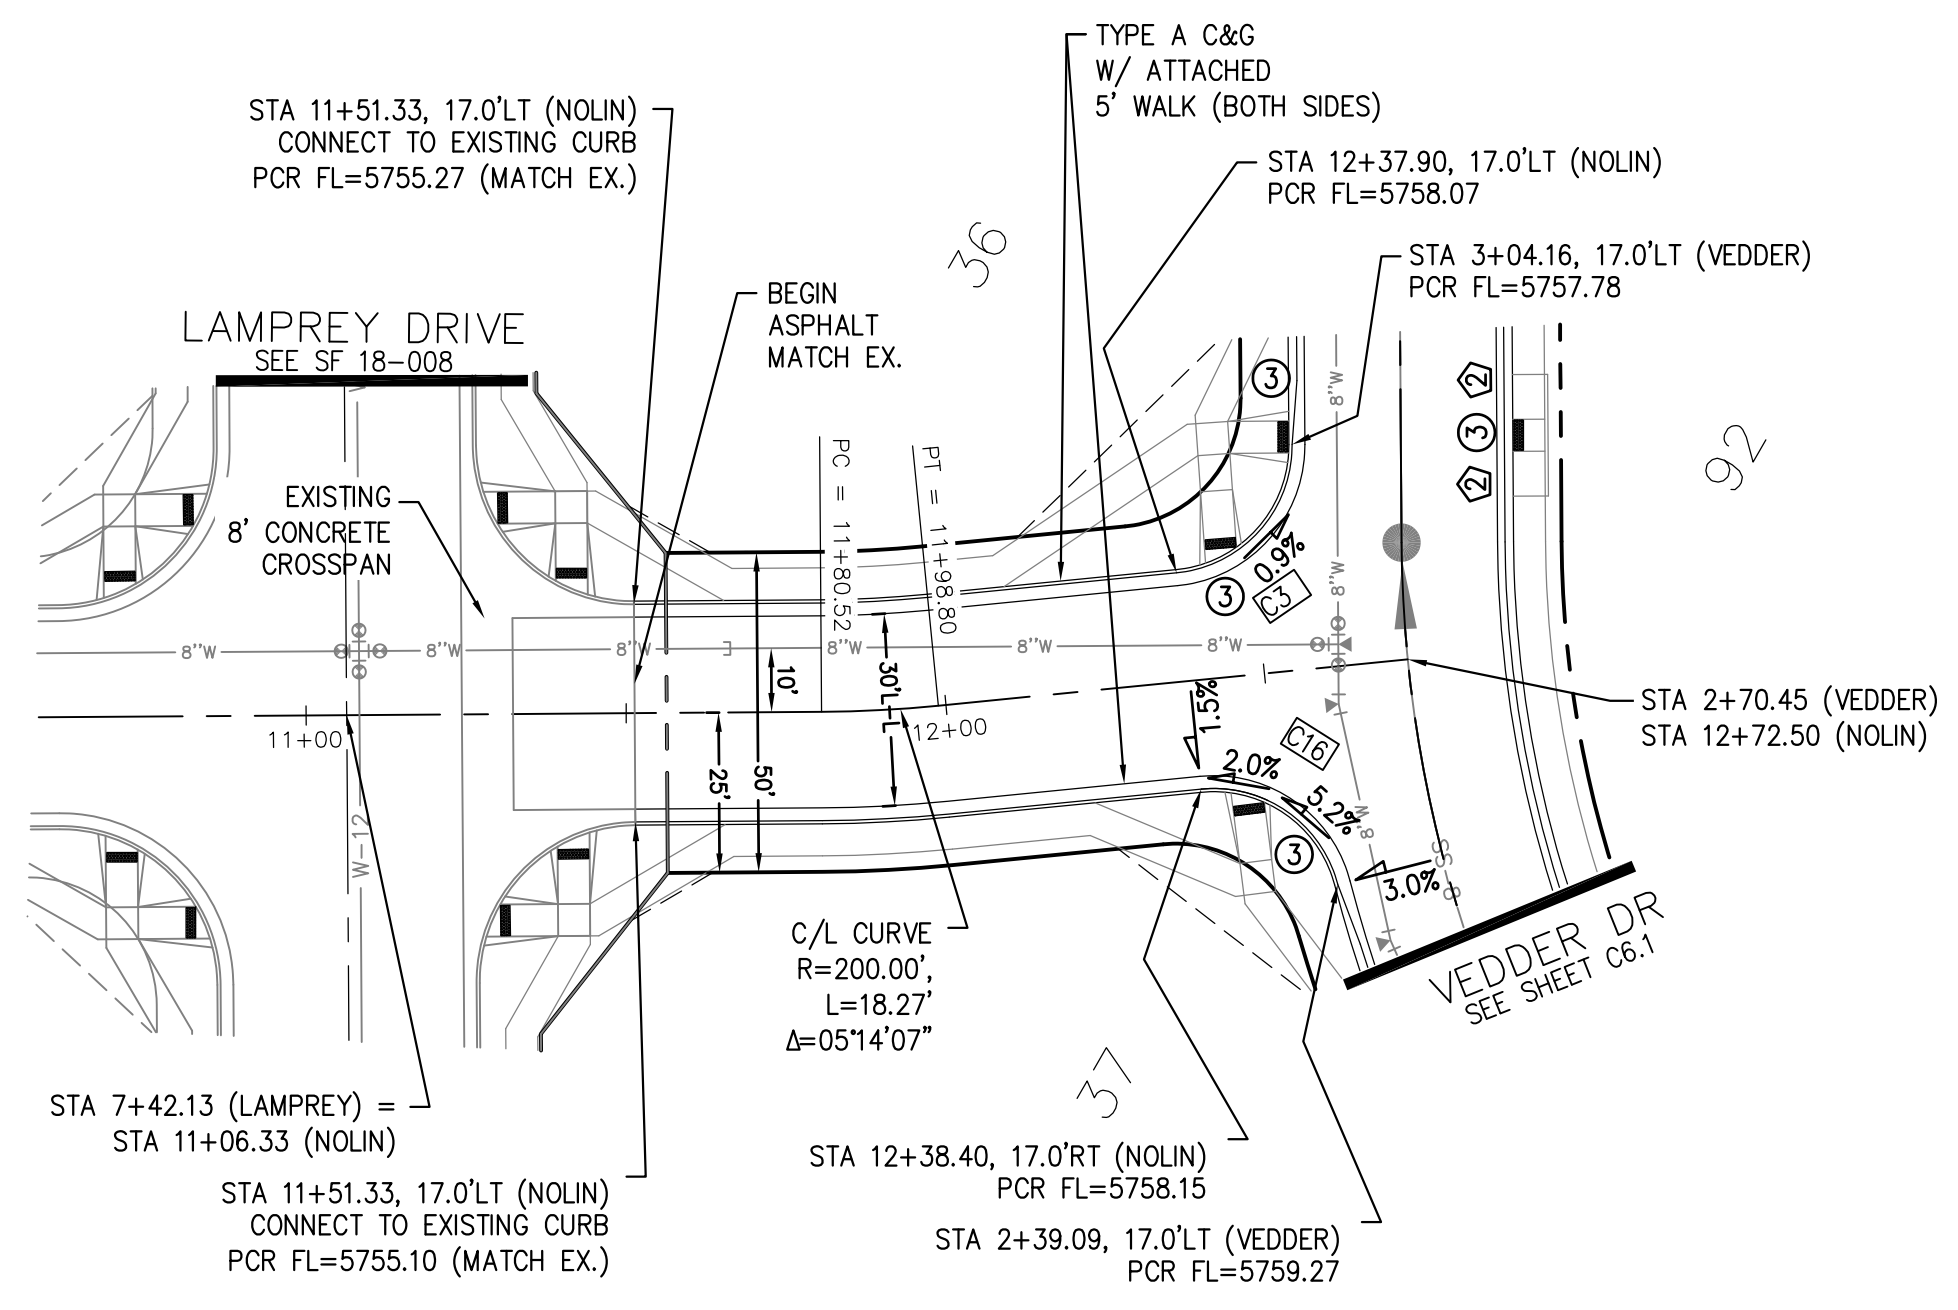 TYPE A C&G
W/ ATTACHED
5' WALK (BOTH SIDES)
STA 11+51.33, 17.0'LT (NOLIN)
CONNECT TO EXISTING CURB
PCR FL=5755.27 (MATCH EX.)
STA 12+37.90, 17.0'LT (NOLIN)
PCR FL=5758.07
36
STA 3+04.16, 17.0'LT (VEDDER)
PCR FL=5757.78
BEGIN
ASPHALT
MATCH EX.
LAMPREY DRIVE
SEE SF 18-008
3
2
3
2
92
8"W
PC = 11+80.52
PT = 11+98.80
EXISTING
8' CONCRETE
CROSSPAN
0.9%
C3
3
8"W
8"W
8"W
8"W
8"W
8"W
8"W
10'
30'L-L
1.5%
STA 2+70.45 (VEDDER)
STA 12+72.50 (NOLIN)
11+00
12+00
C16
2.0%
25'
50'
5.2%
8"W
W-12
3
3.0%
8-SS
C/L CURVE
R=200.00',
L=18.27'
Δ=05°14'07"
VEDDER DR
SEE SHEET C6.1
37
STA 7+42.13 (LAMPREY) =
STA 11+06.33 (NOLIN)
STA 12+38.40, 17.0'RT (NOLIN)
PCR FL=5758.15
STA 11+51.33, 17.0'LT (NOLIN)
CONNECT TO EXISTING CURB
PCR FL=5755.10 (MATCH EX.)
STA 2+39.09, 17.0'LT (VEDDER)
PCR FL=5759.27